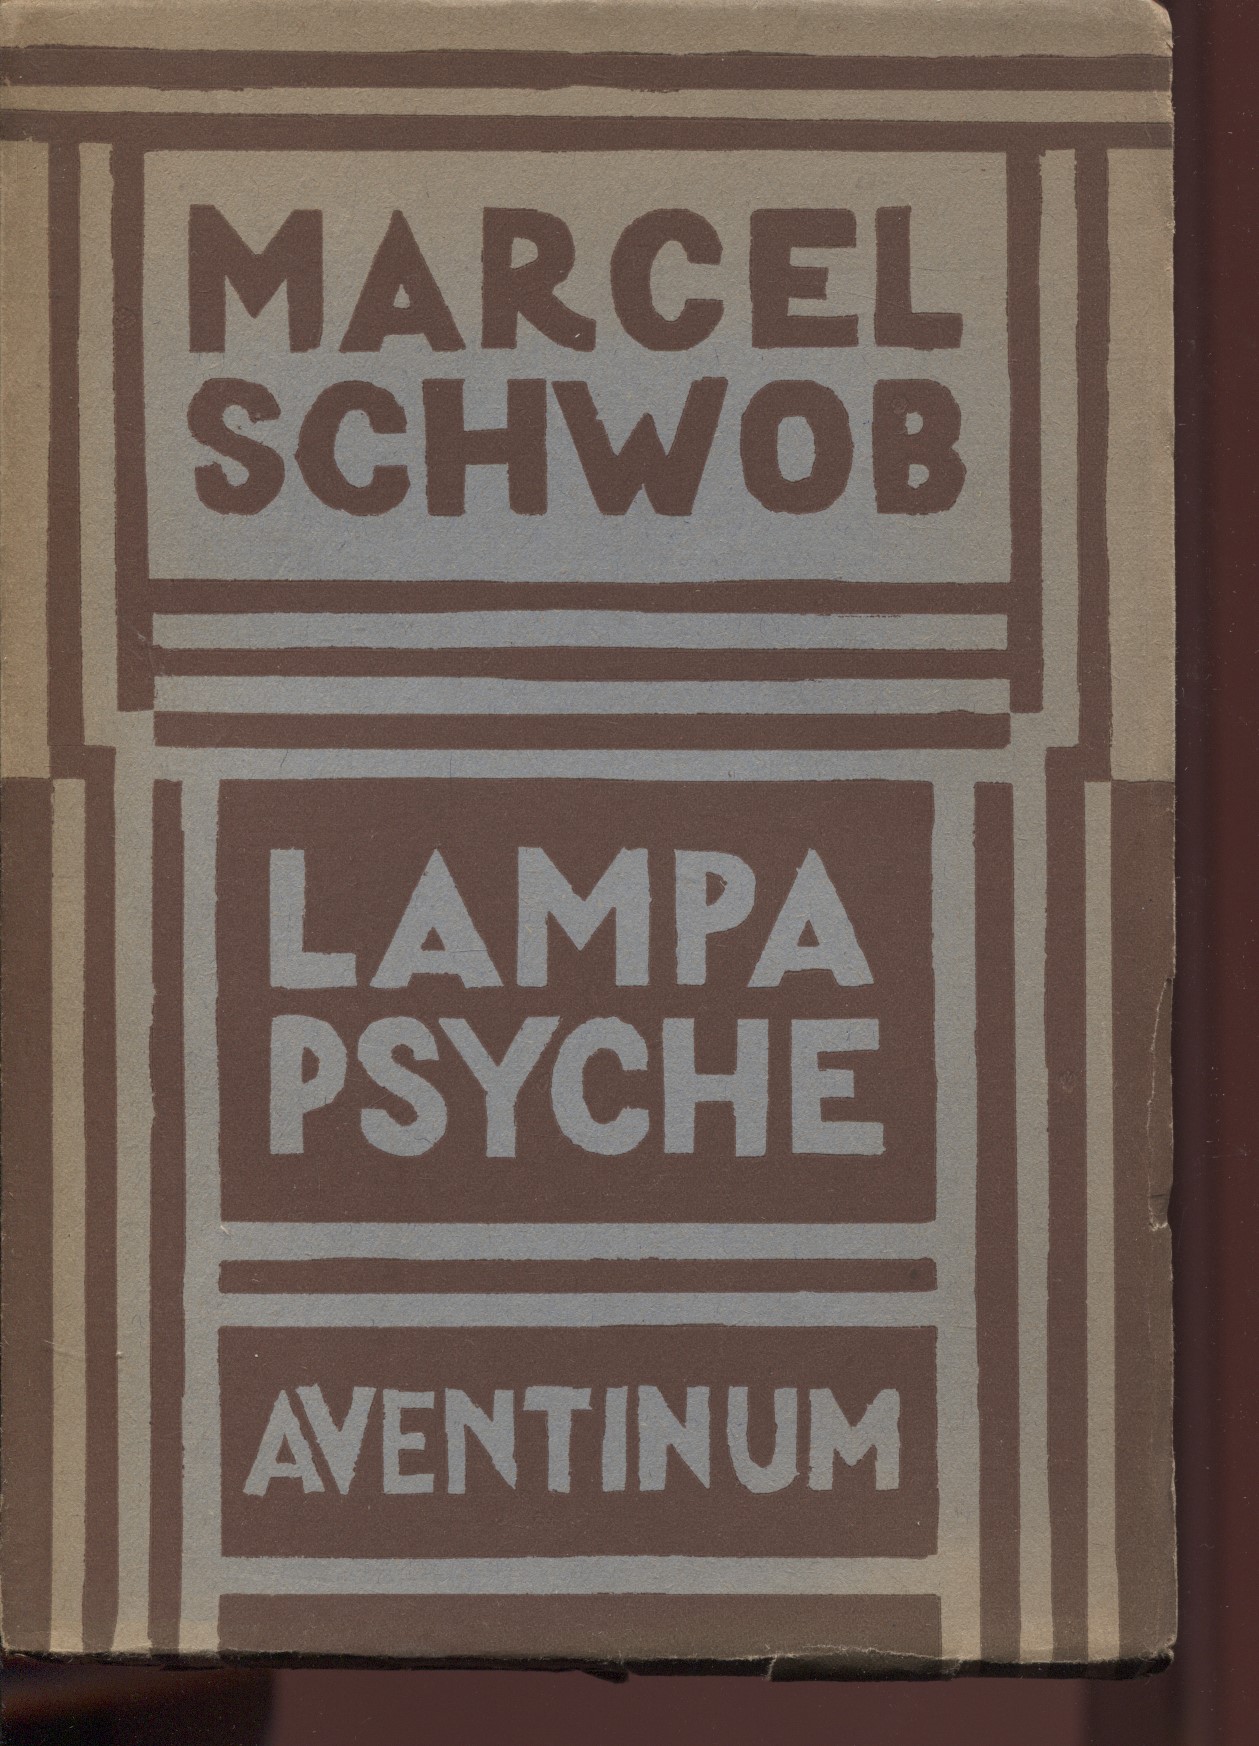 MARCEL
SCHWOB
LAMPA
PSYCHE
AVENTINUM